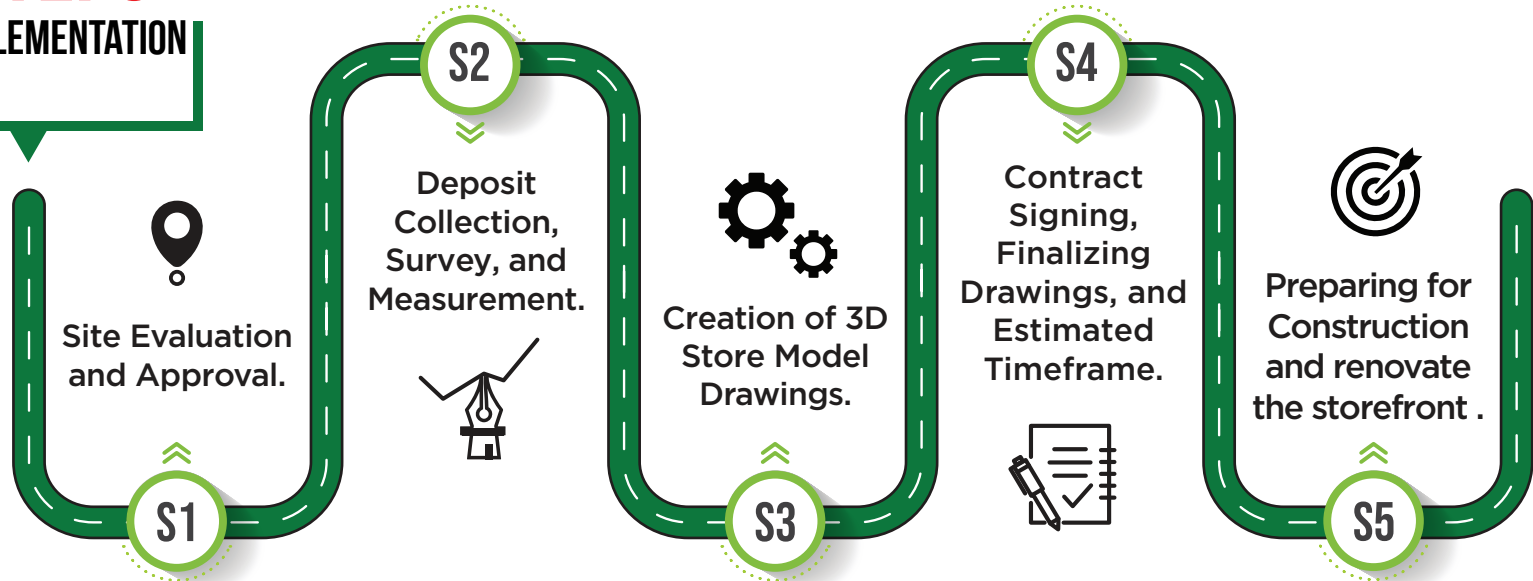 S1
Site Evaluation
and Approval.
S2
Deposit
Collection,
Survey, and
Measurement.
S3
Creation of 3D
Store Model
Drawings.
S4
Contract
Signing,
Finalizing
Drawings, and
Estimated
Timeframe.
S5
Preparing for
Construction
and renovate
the storefront .